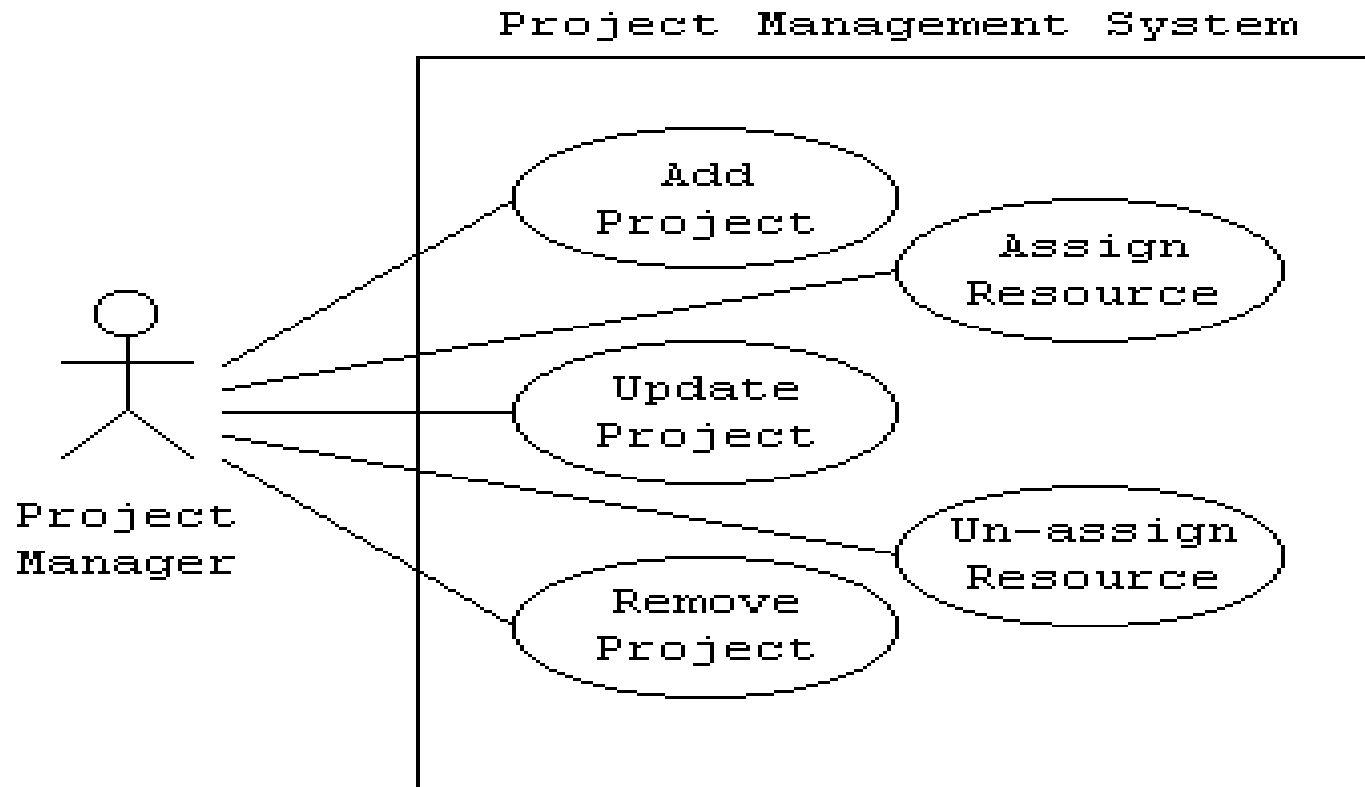 Project Management System
Add
Project
Assign
Resource
Update
Project
Project
Manager
Un-assign
Resource
Remove
Project